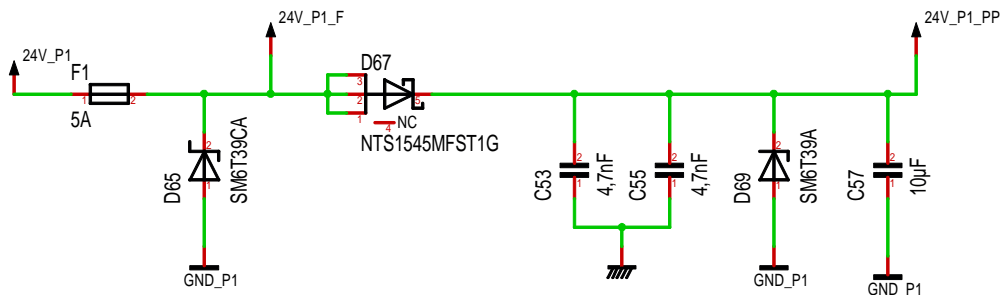 24V_P1_F
24V_P1_PP
24V_P1
F1
1
2
5A
D67
3
2
1
5
4
NC
NTS1545MFST1G
D65
2
1
SM6T39CA
GND_P1
C53
2
1
4,7nF
C55
2
1
4,7nF
D69
2
1
SM6T39A
GND_P1
C57
2
1
10µF
GND_P1